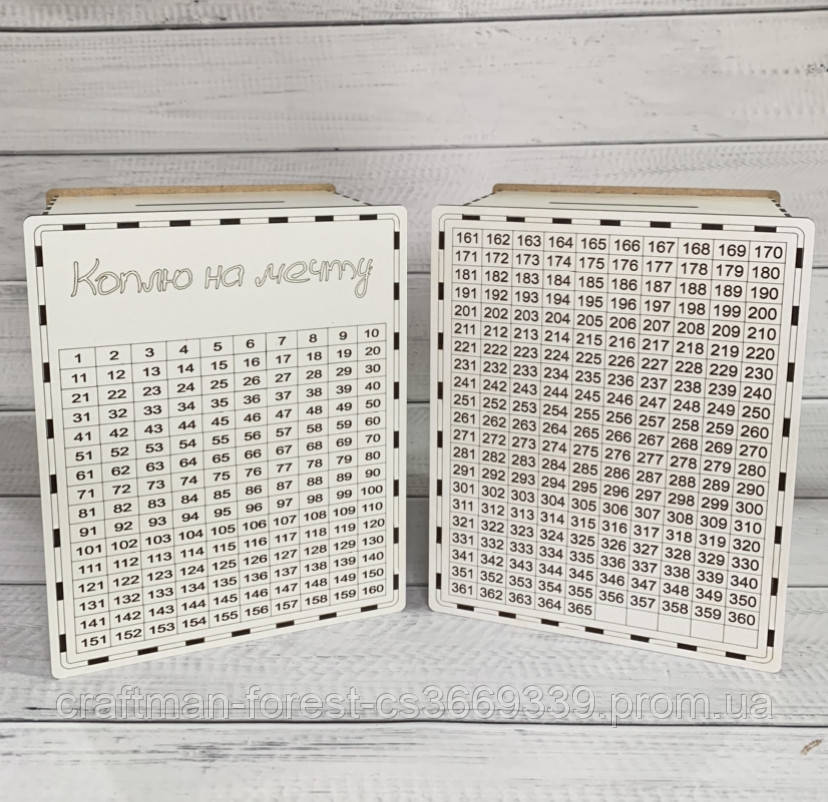 Коплю на мечту
1 2 3 4 5 6 7 8 9 10
11 12 13 14 15 16 17 18 19 20
21 22 23 24 25 26 27 28 29 30
31 32 33 34 35 36 37 38 39 40
41 42 43 44 45 46 47 48 49 50
51 52 53 54 55 56 57 58 59 60
61 62 63 64 65 66 67 68 69 70
71 72 73 74 75 76 77 78 79 80
81 82 83 84 85 86 87 88 89 90
91 92 93 94 95 96 97 98 99 100
101 102 103 104 105 106 107 108 109 110
111 112 113 114 115 116 117 118 119 120
121 122 123 124 125 126 127 128 129 130
131 132 133 134 135 136 137 138 139 140
141 142 143 144 145 146 147 148 149 150
151 152 153 154 155 156 157 158 159 160
161 162 163 164 165 166 167 168 169 170
171 172 173 174 175 176 177 178 179 180
181 182 183 184 185 186 187 188 189 190
191 192 193 194 195 196 197 198 199 200
201 202 203 204 205 206 207 208 209 210
211 212 213 214 215 216 217 218 219 220
221 222 223 224 225 226 227 228 229 230
231 232 233 234 235 236 237 238 239 240
241 242 243 244 245 246 247 248 249 250
251 252 253 254 255 256 257 258 259 260
261 262 263 264 265 266 267 268 269 270
271 272 273 274 275 276 277 278 279 280
281 282 283 284 285 286 287 288 289 290
291 292 293 294 295 296 297 298 299 300
301 302 303 304 305 306 307 308 309 310
311 312 313 314 315 316 317 318 319 320
321 322 323 324 325 326 327 328 329 330
331 332 333 334 335 336 337 338 339 340
341 342 343 344 345 346 347 348 349 350
351 352 353 354 355 356 357 358 359 360
361 362 363 364 365
craftman-forest-cs3669339.prom.ua